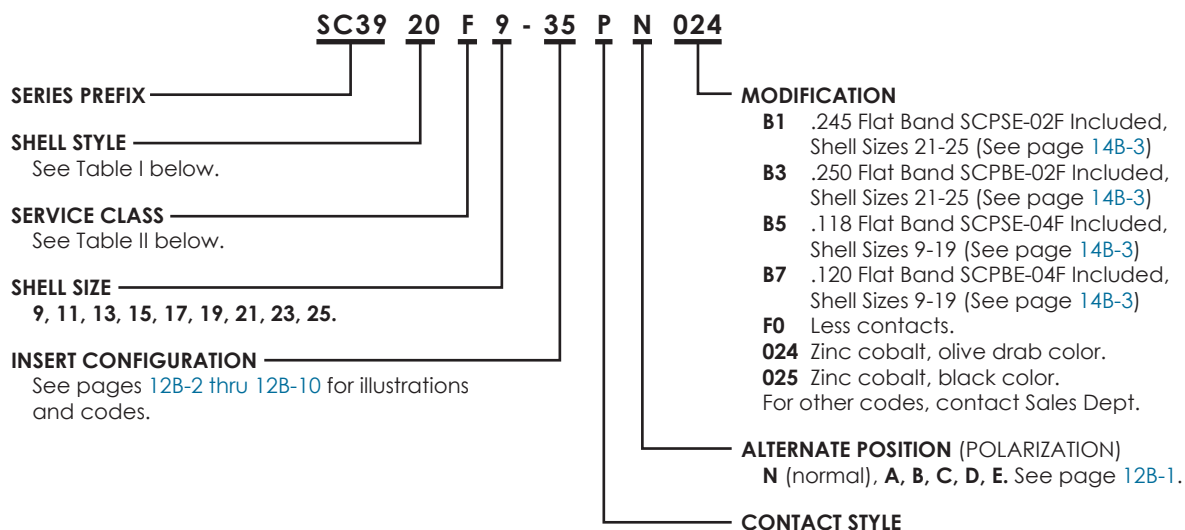 SC39 20 F 9 - 35 P N 024
SERIES PREFIX
SHELL STYLE
See Table I below.
SERVICE CLASS
See Table II below.
SHELL SIZE
9, 11, 13, 15, 17, 19, 21, 23, 25.
INSERT CONFIGURATION
See pages 12B-2 thru 12B-10 for illustrations
and codes.
MODIFICATION
B1 .245 Flat Band SCPSE-02F Included,
Shell Sizes 21-25 (See page 14B-3)
B3 .250 Flat Band SCPBE-02F Included,
Shell Sizes 21-25 (See page 14B-3)
B5 .118 Flat Band SCPSE-04F Included,
Shell Sizes 9-19 (See page 14B-3)
B7 .120 Flat Band SCPBE-04F Included,
Shell Sizes 9-19 (See page 14B-3)
F0 Less contacts.
024 Zinc cobalt, olive drab color.
025 Zinc cobalt, black color.
For other codes, contact Sales Dept.
ALTERNATE POSITION (POLARIZATION)
N (normal), A, B, C, D, E. See page 12B-1.
CONTACT STYLE